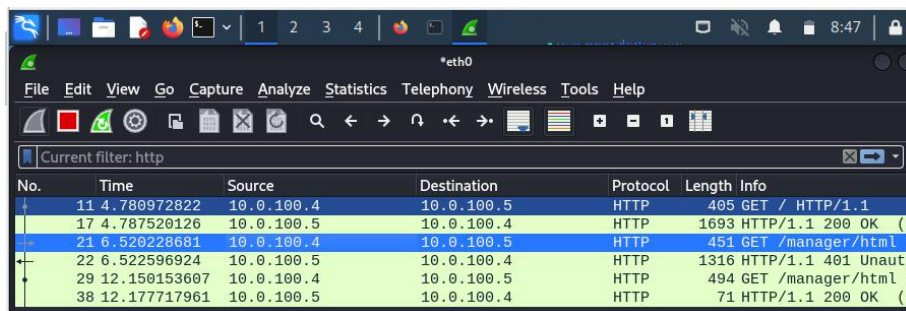 1 2 3 4 8:47
*eth0
File Edit View Go Capture Analyze Statistics Telephony Wireless Tools Help
Current filter: http
No. Time Source Destination Protocol Length Info
11 4.780972822 10.0.100.4 10.0.100.5 HTTP 405 GET / HTTP/1.1
17 4.787520126 10.0.100.5 10.0.100.4 HTTP 1693 HTTP/1.1 200 OK (
21 6.520228681 10.0.100.4 10.0.100.5 HTTP 451 GET /manager/html
22 6.522596924 10.0.100.5 10.0.100.4 HTTP 1316 HTTP/1.1 401 Unaut
29 12.150153607 10.0.100.4 10.0.100.5 HTTP 494 GET /manager/html
38 12.177717961 10.0.100.5 10.0.100.4 HTTP 71 HTTP/1.1 200 OK (